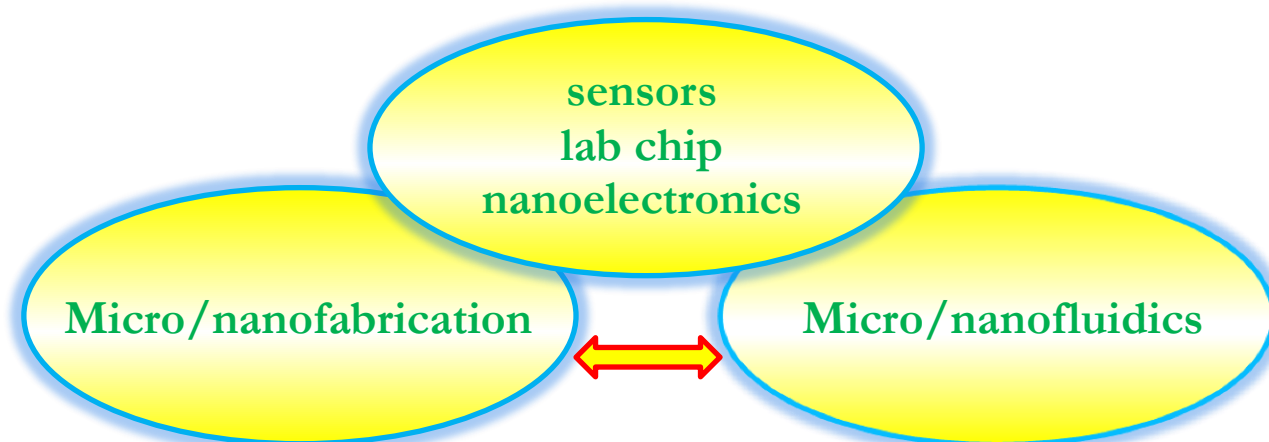 sensors
lab chip
nanoelectronics
Micro/nanofabrication
Micro/nanofluidics